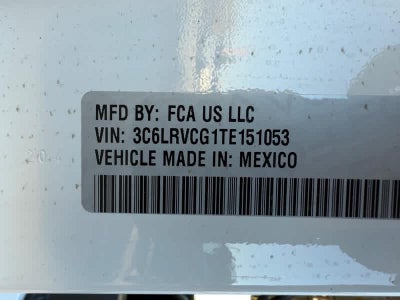 MFD BY: FCA US LLC
VIN: 3C6LRVCG1TE151053
VEHICLE MADE IN: MEXICO